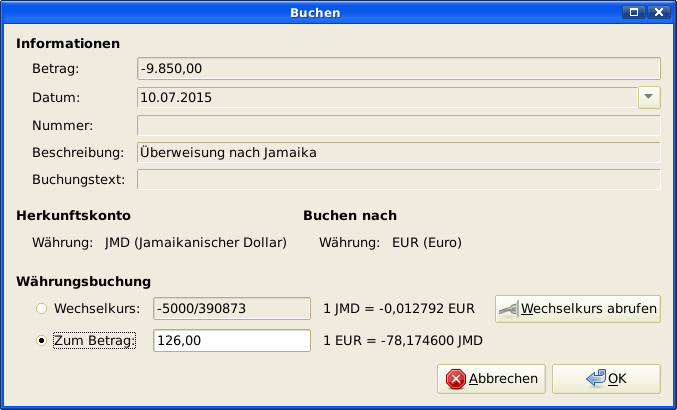 Buchen
Informationen
Betrag: -9.850,00
Datum: 10.07.2015
Nummer:
Beschreibung: Überweisung nach Jamaika
Buchungstext:
Herkunftskonto Buchen nach
Währung: JMD (Jamaikanischer Dollar) Währung: EUR (Euro)
Währungsbuchung
Wechselkurs: -5000/390873 1 JMD = -0,012792 EUR Wechselkurs abrufen
Zum Betrag: 126,00 1 EUR = -78,174600 JMD
Abbrechen OK